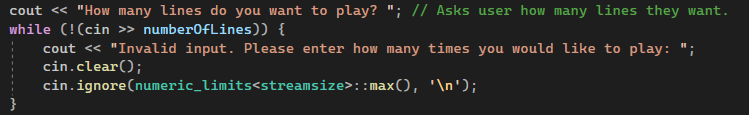 cout << "How many lines do you want to play? "; // Asks user how many lines they want.
while (!(cin >> numberOfLines)) {
    cout << "Invalid input. Please enter how many times you would like to play: ";
    cin.clear();
    cin.ignore(numeric_limits<streamsize>::max(), '\n');
}